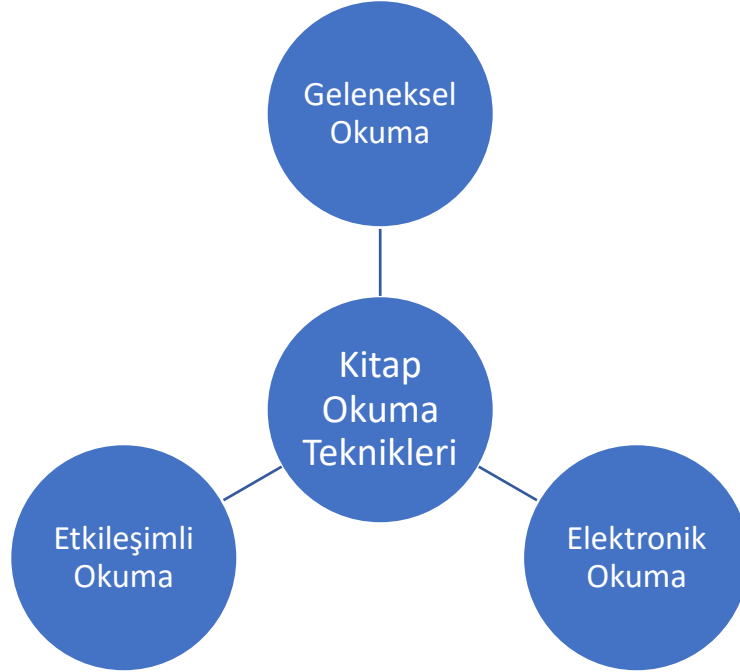 Geleneksel
Okuma
Kitap
Okuma
Teknikleri
Etkileşimli
Okuma
Elektronik
Okuma